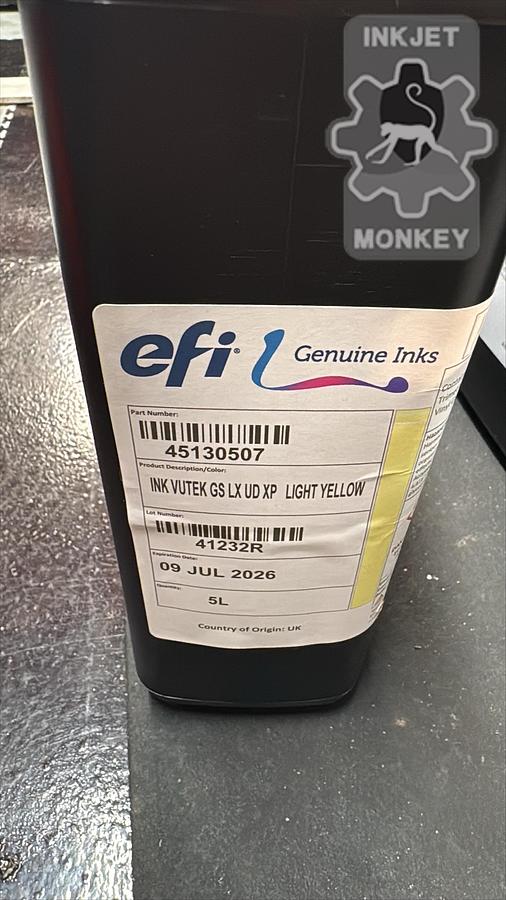 INKJET
MONKEY
efi Genuine Inks
Part Number:
45130507
Product Description/Color:
INK VUTEK GS LX UD XP LIGHT YELLOW
Lot Number:
41232R
Expiration Date:
09 JUL 2026
Quantity:
5L
Country of Origin: UK